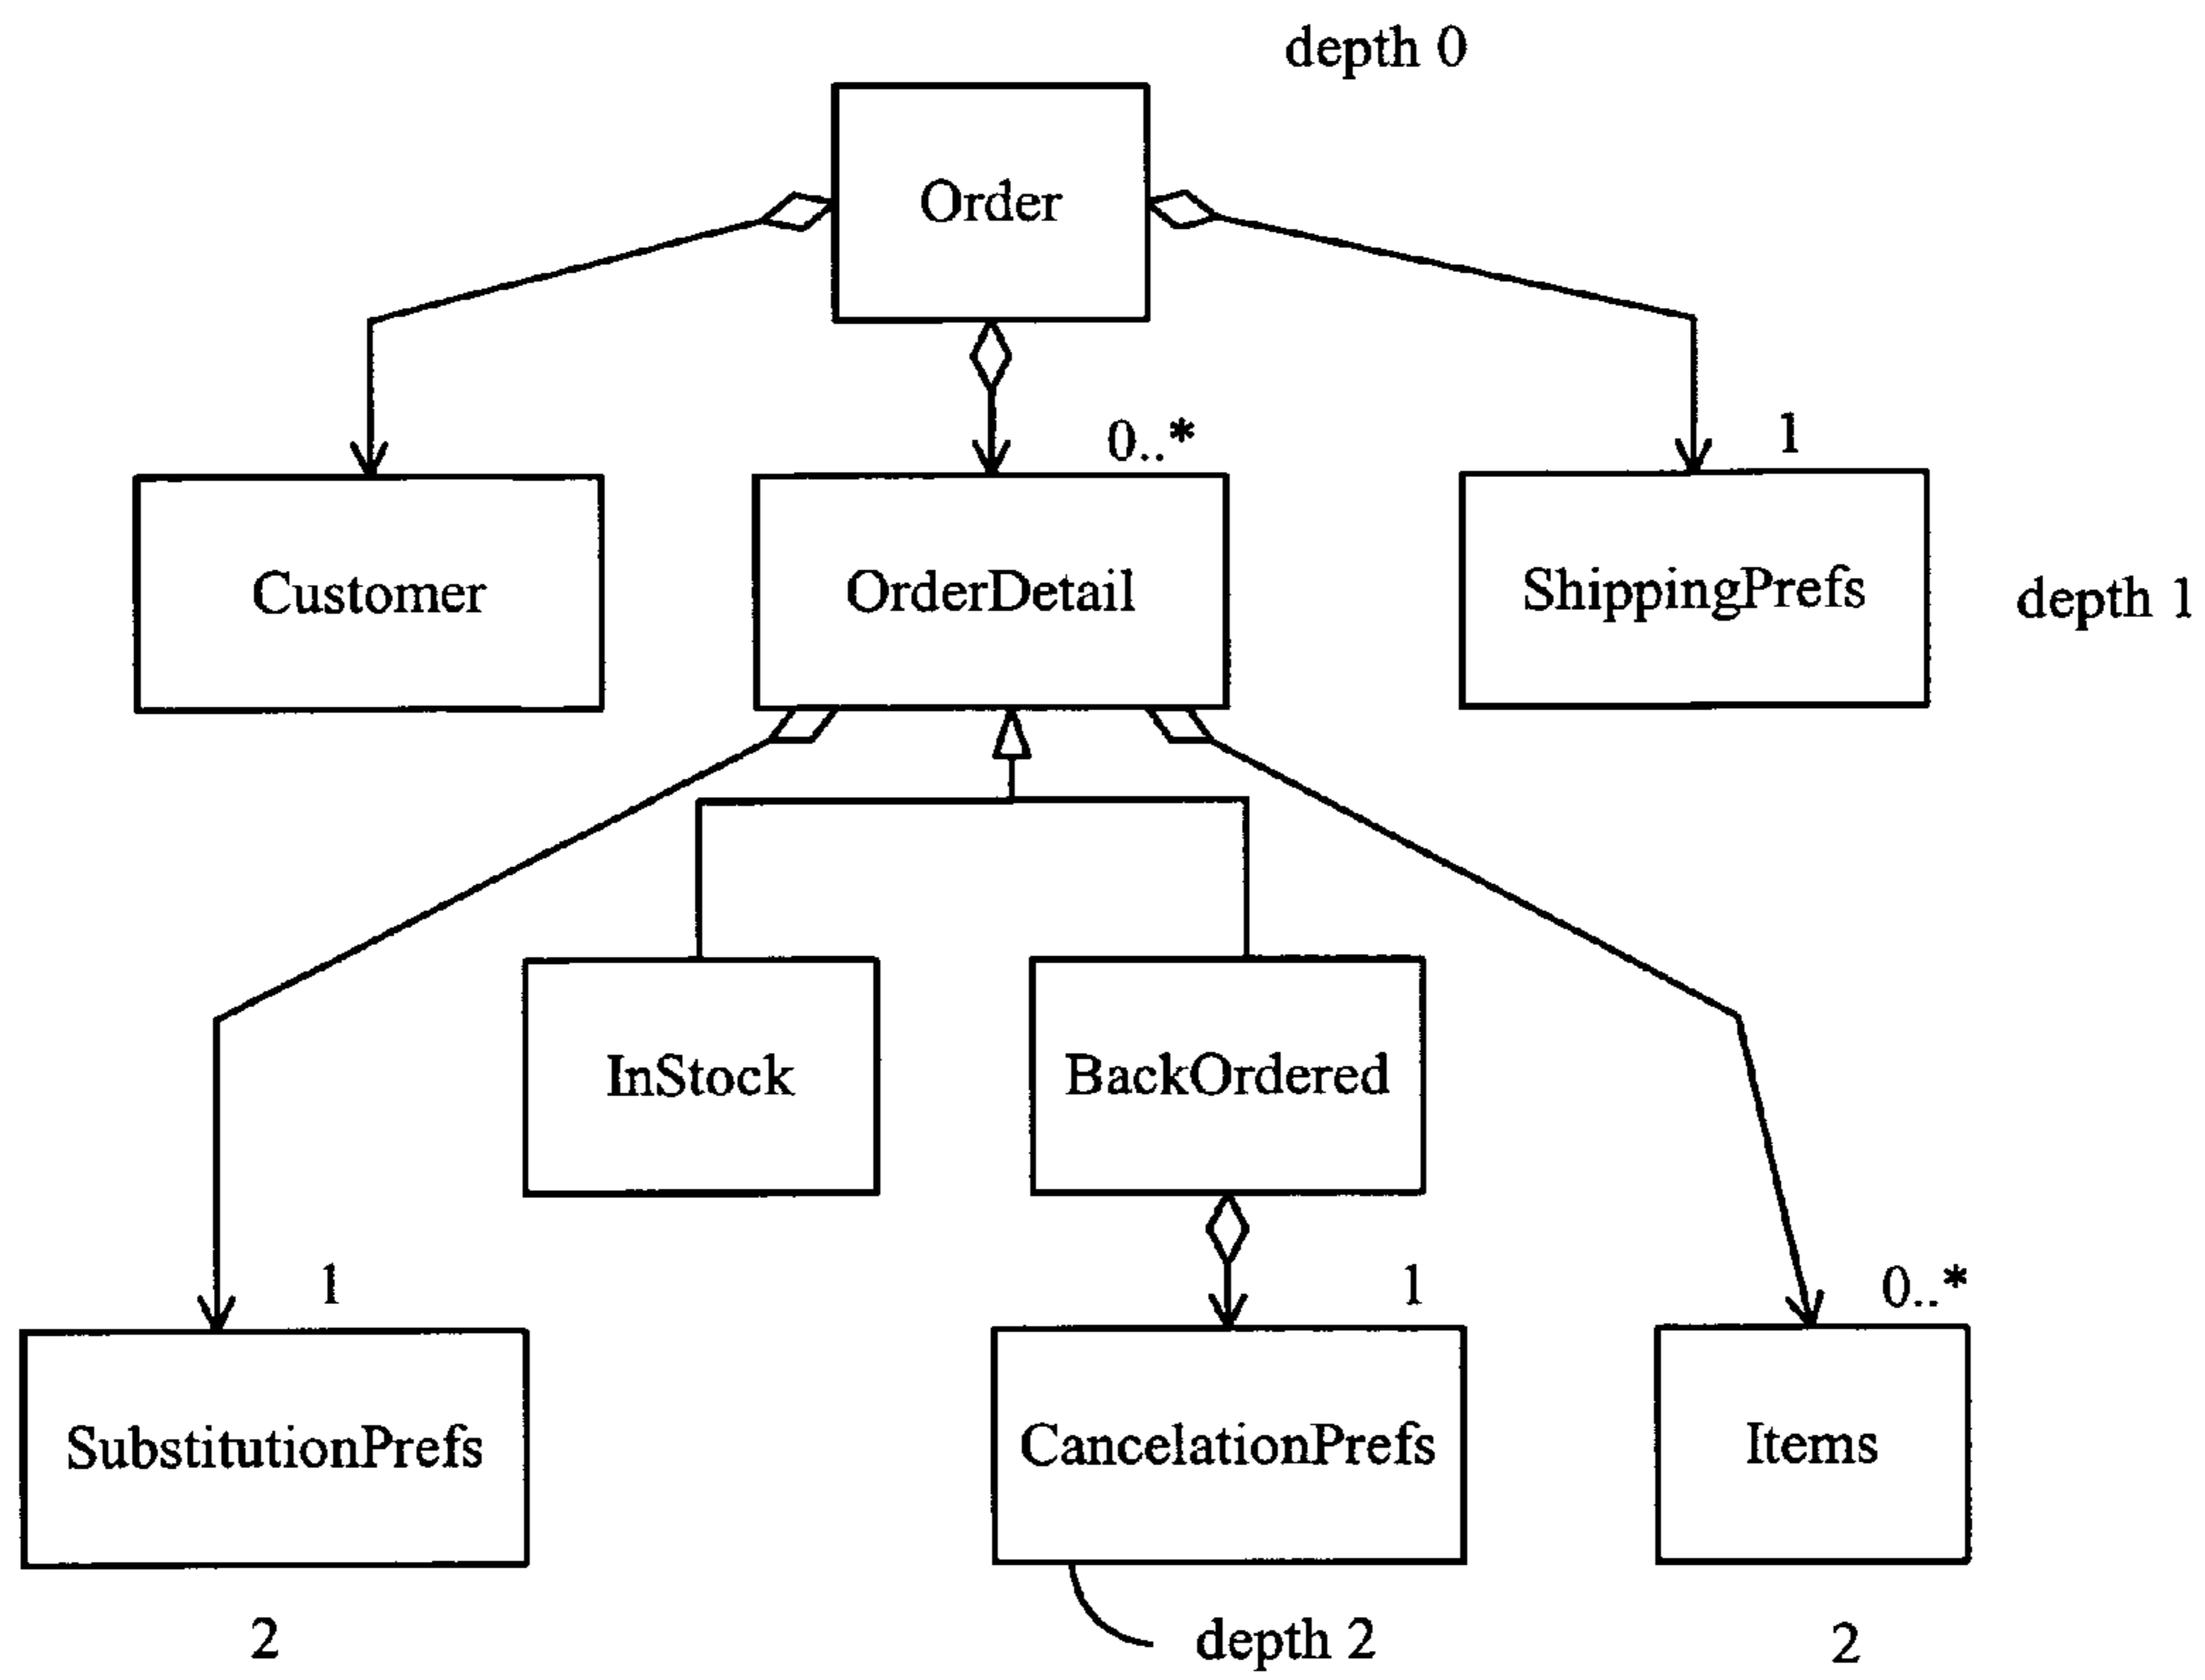 depth 0
Order
0..*
1
Customer
OrderDetail
ShippingPrefs
depth 1
InStock
BackOrdered
1
1
0..*
SubstitutionPrefs
CancelationPrefs
Items
2
depth 2
2